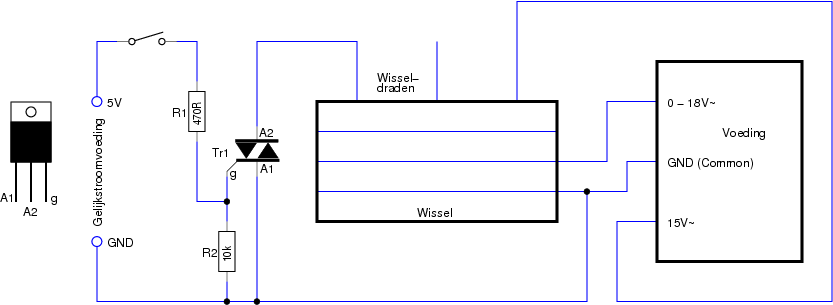 5V
Gelijkstroomvoeding
GND
R1
470R
Tr1
A2
A1
g
R2
10k
A1
A2
g
Wissel–
draden
Wissel
0 – 18V~
Voeding
GND (Common)
15V~